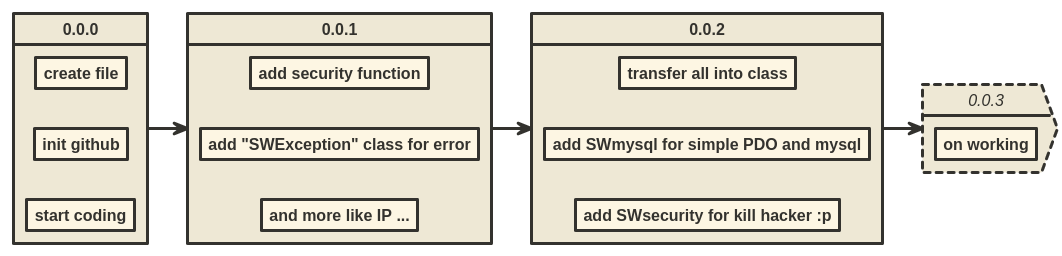 0.0.0
create file
init github
start coding
0.0.1
add security function
add "SWException" class for error
and more like IP ...
0.0.2
transfer all into class
add SWmysql for simple PDO and mysql
add SWsecurity for kill hacker :p
0.0.3
on working